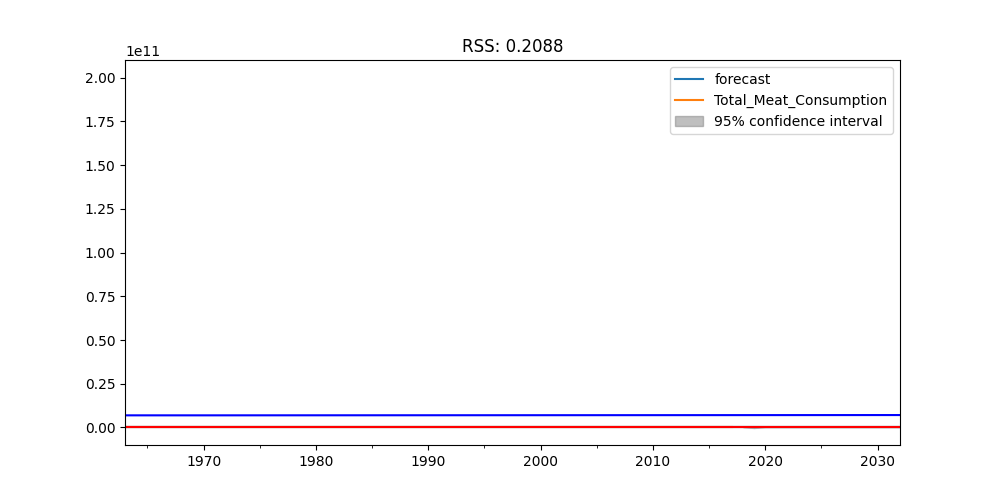 RSS: 0.2088
1e11
2.00
1.75
1.50
1.25
1.00
0.75
0.50
0.25
0.00
forecast
Total_Meat_Consumption
95% confidence interval
1970 1980 1990 2000 2010 2020 2030